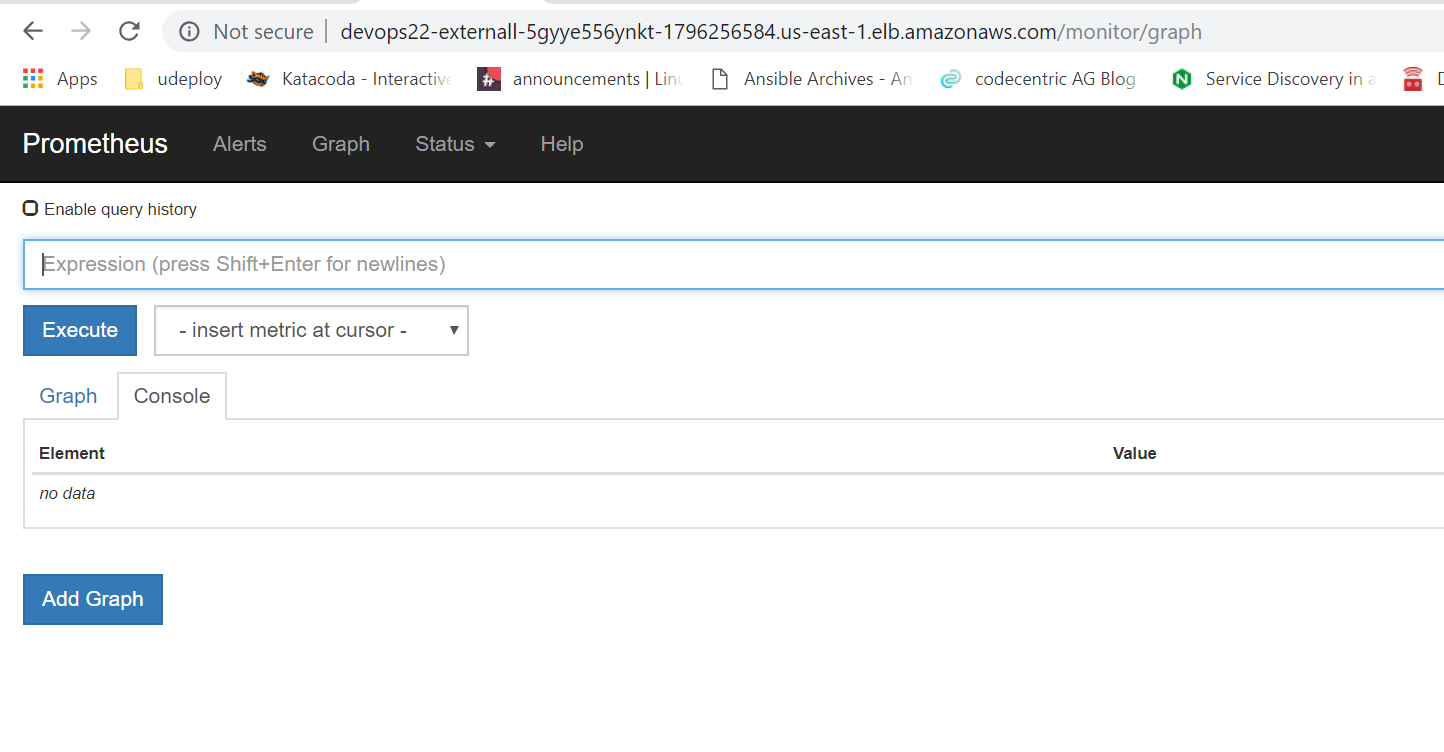 Not secure devops22-externall-5gyye556ynkt-1796256584.us-east-1.elb.amazonaws.com/monitor/graph
Apps udeploy Katacoda - Interactive announcements | Linu Ansible Archives - An codecentric AG Blog Service Discovery in a D
Prometheus Alerts Graph Status Help
Enable query history
Expression (press Shift+Enter for newlines)
Execute - insert metric at cursor -
Graph Console
Element Value
no data
Add Graph